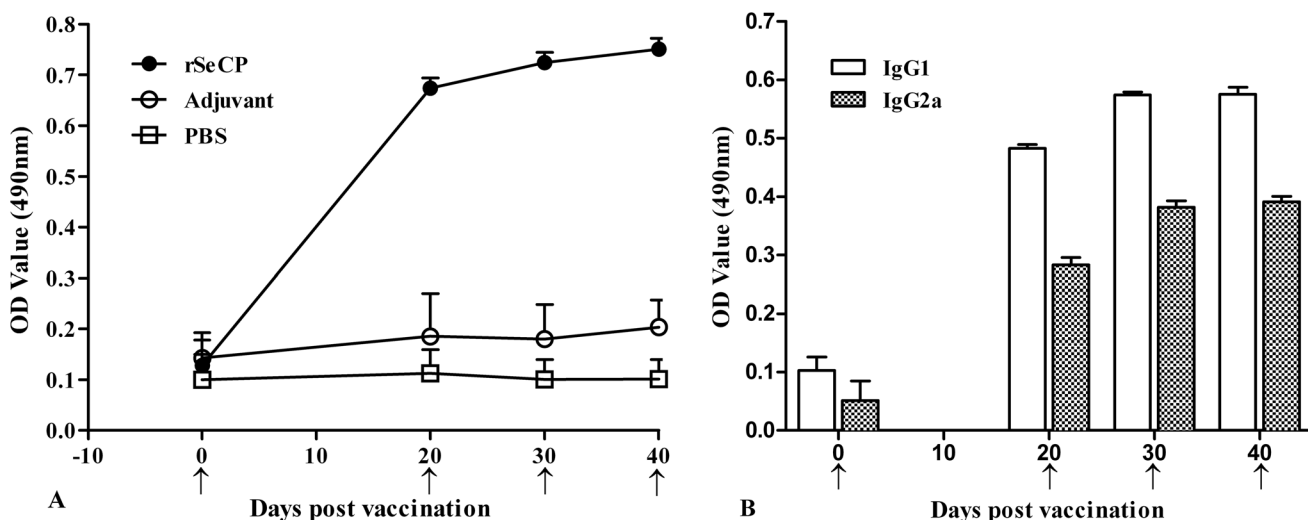 0.8
0.7
0.6
0.5
0.4
0.3
0.2
0.1
0.0
OD Value (490nm)
rSeCP
Adjuvant
PBS
-10 0 10 20 30 40
↑ ↑ ↑ ↑
A Days post vaccination
0.7
0.6
0.5
0.4
0.3
0.2
0.1
0.0
OD Value (490nm)
IgG1
IgG2a
0 10 20 30 40
↑ ↑ ↑ ↑
B Days post vaccination